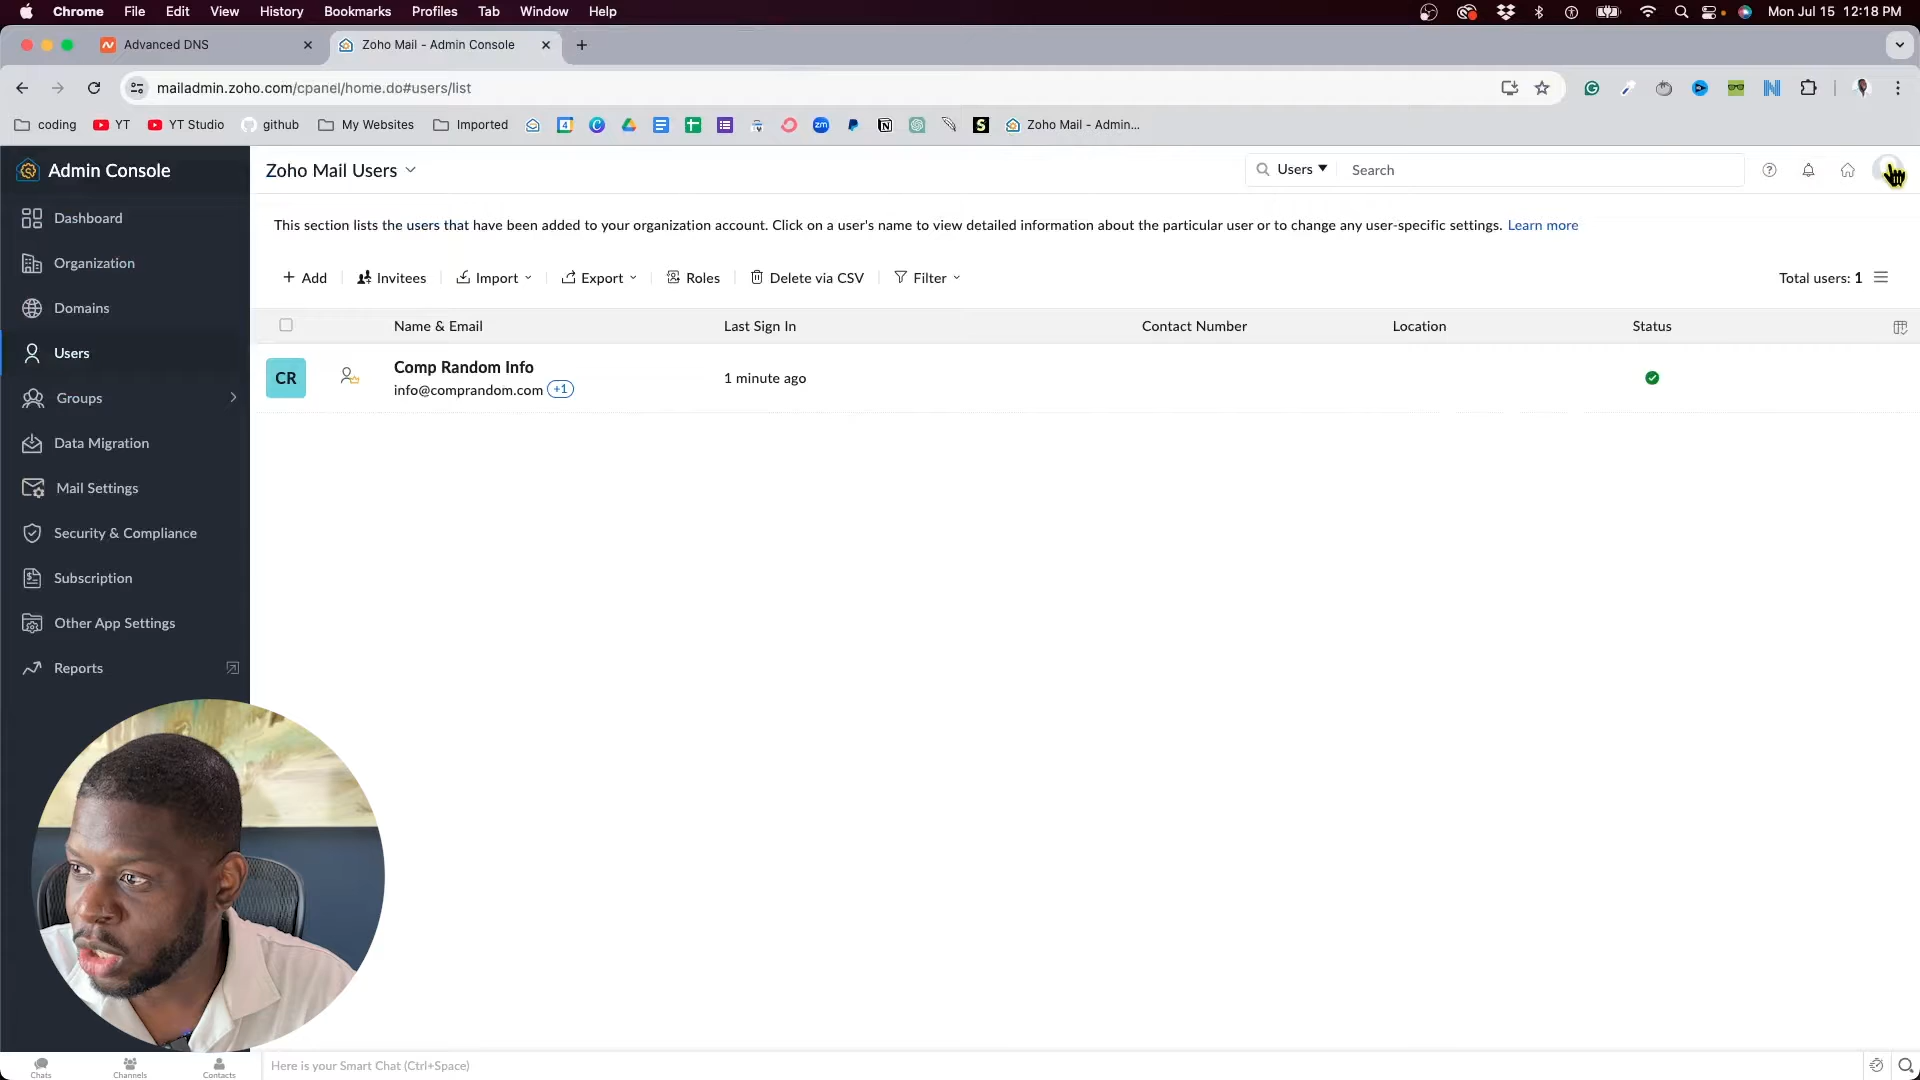 Chrome File Edit View History Bookmarks Profiles Tab Window Help Mon Jul 15 12:18 PM
Advanced DNS Zoho Mail - Admin Console
mailadmin.zoho.com/cpanel/home.do#users/list
coding YT YT Studio github My Websites Imported Zoho Mail - Admin...
Admin Console
Dashboard
Organization
Domains
Users
Groups
Data Migration
Mail Settings
Security & Compliance
Subscription
Other App Settings
Reports
Zoho Mail Users
Users Search
This section lists the users that have been added to your organization account. Click on a user's name to view detailed information about the particular user or to change any user-specific settings. Learn more
+ Add Invitees Import Export Roles Delete via CSV Filter Total users: 1
Name & Email Last Sign In Contact Number Location Status
CR
Comp Random Info
info@comprandom.com +1
1 minute ago
Chats Channels Contacts
Here is your Smart Chat (Ctrl+Space)